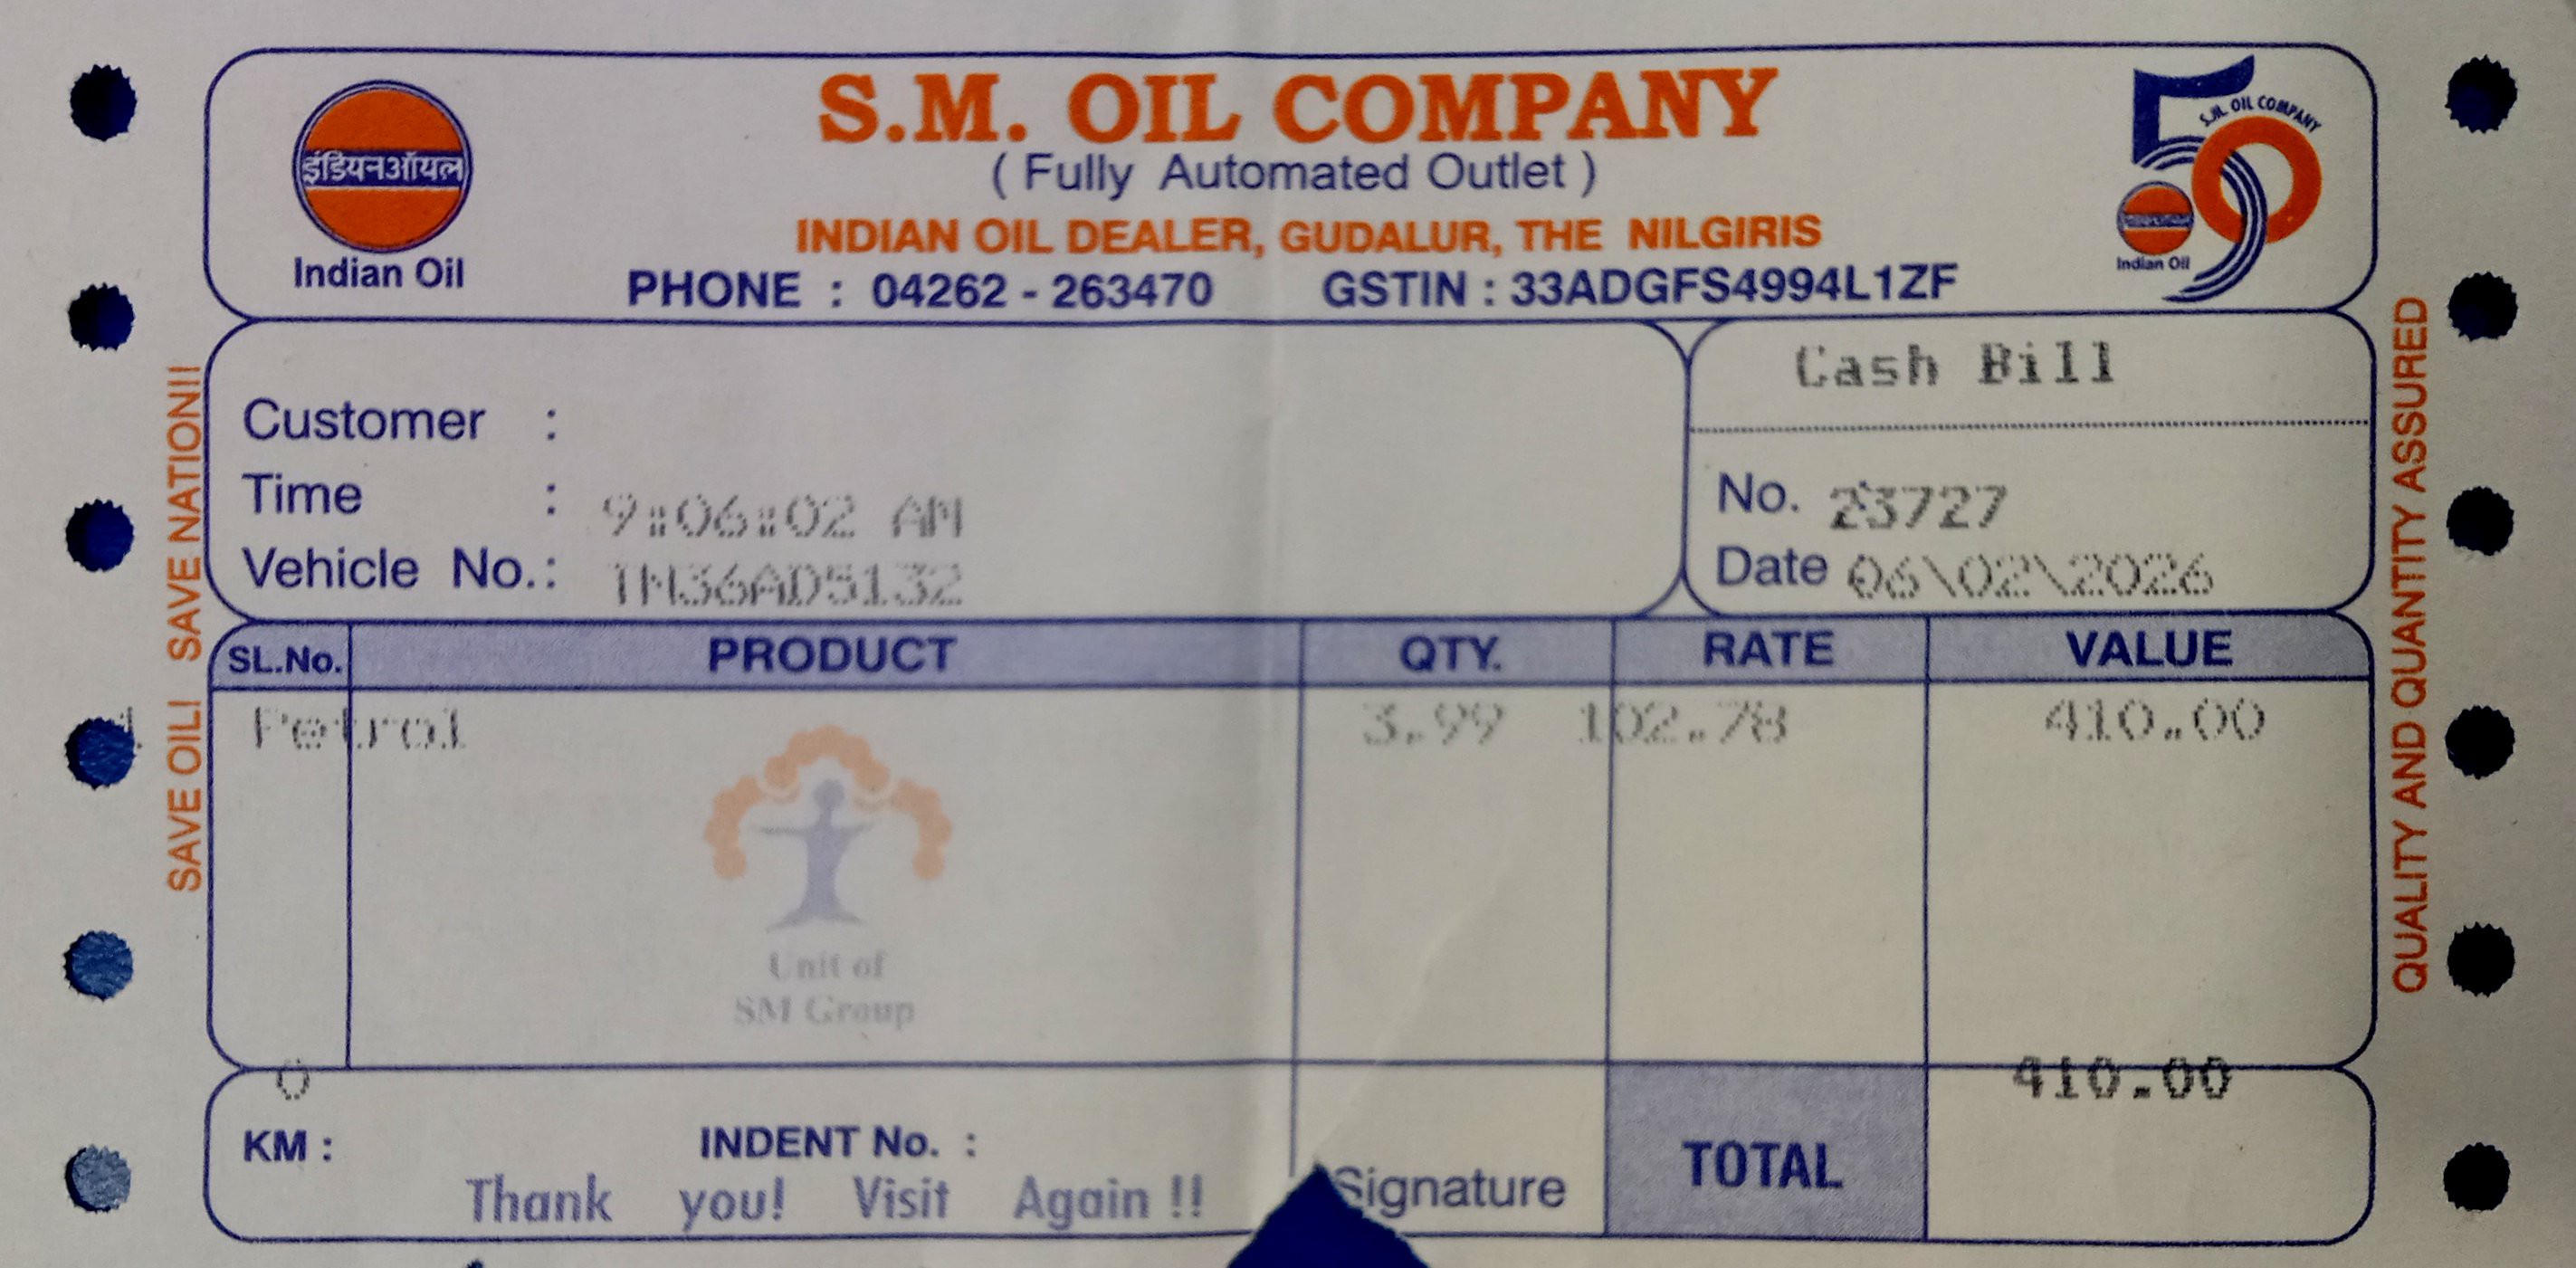 इंडियनऑयल
Indian Oil
S.M. OIL COMPANY
( Fully Automated Outlet )
INDIAN OIL DEALER, GUDALUR, THE NILGIRIS
PHONE : 04262 - 263470 GSTIN : 33ADGFS4994L1ZF
50
S.M. OIL COMPANY
Indian Oil
SAVE OIL! SAVE NATION!!
Customer :
Time : 9:06:02 AM
Vehicle No.: TN36AD5132
Cash Bill
No. 23727
Date 06\02\2026
SL.No. PRODUCT QTY. RATE VALUE
1. Petrol 3.99 102.78 410.00
Unit of
SM Group
0
410.00
KM : INDENT No. :
Signature
TOTAL
Thank you! Visit Again !!
QUALITY AND QUANTITY ASSURED